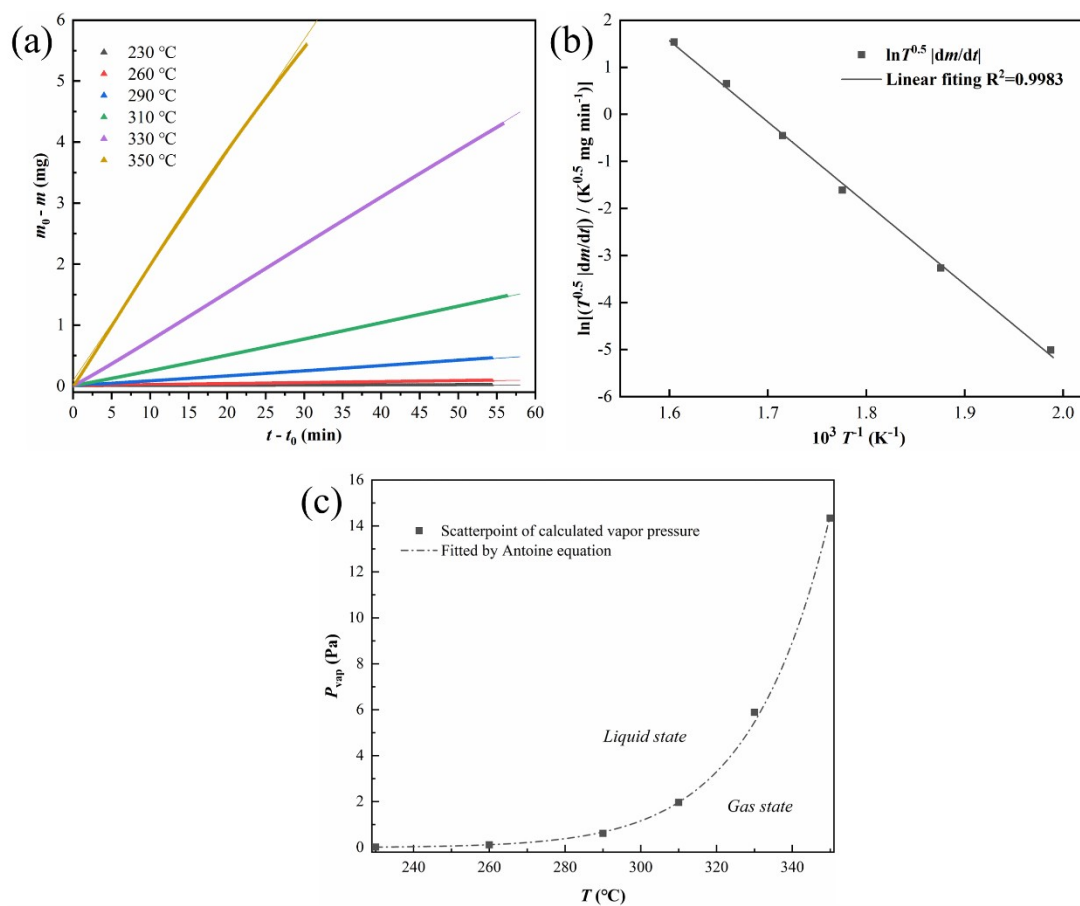 (a)
6
5
4
3
2
1
0
m₀ - m (mg)
230 ℃
260 ℃
290 ℃
310 ℃
330 ℃
350 ℃
0 5 10 15 20 25 30 35 40 45 50 55 60
t - t₀ (min)
(b)
2
1
0
-1
-2
-3
-4
-5
-6
ln[(T⁰·⁵ |dm/dt|) / (K⁰·⁵ mg min⁻¹)]
lnT⁰·⁵ |dm/dt|
Linear fitting R²=0.9983
1.6 1.7 1.8 1.9 2.0
10³ T⁻¹ (K⁻¹)
(c)
16
14
12
10
8
6
4
2
0
Pvap (Pa)
Scatterpoint of calculated vapor pressure
Fitted by Antoine equation
Liquid state
Gas state
240 260 280 300 320 340
T (℃)